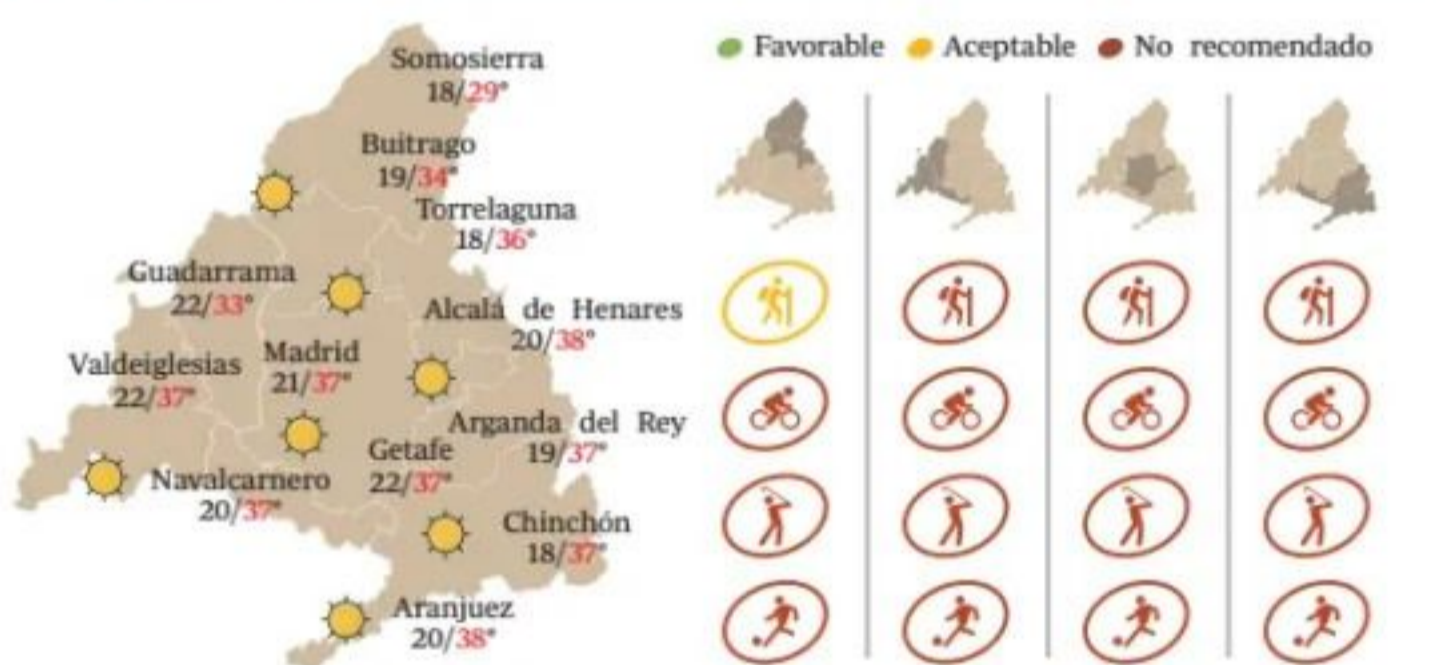 Favorable Aceptable No recomendado
Somosierra
18/29°
Buitrago
19/34°
Torrelaguna
18/36°
Guadarrama
22/33°
Alcalá de Henares
20/38°
Madrid
21/37°
Valdeiglesias
22/37°
Arganda del Rey
19/37°
Getafe
22/37°
Navalcarnero
20/37°
Chinchón
18/37°
Aranjuez
20/38°